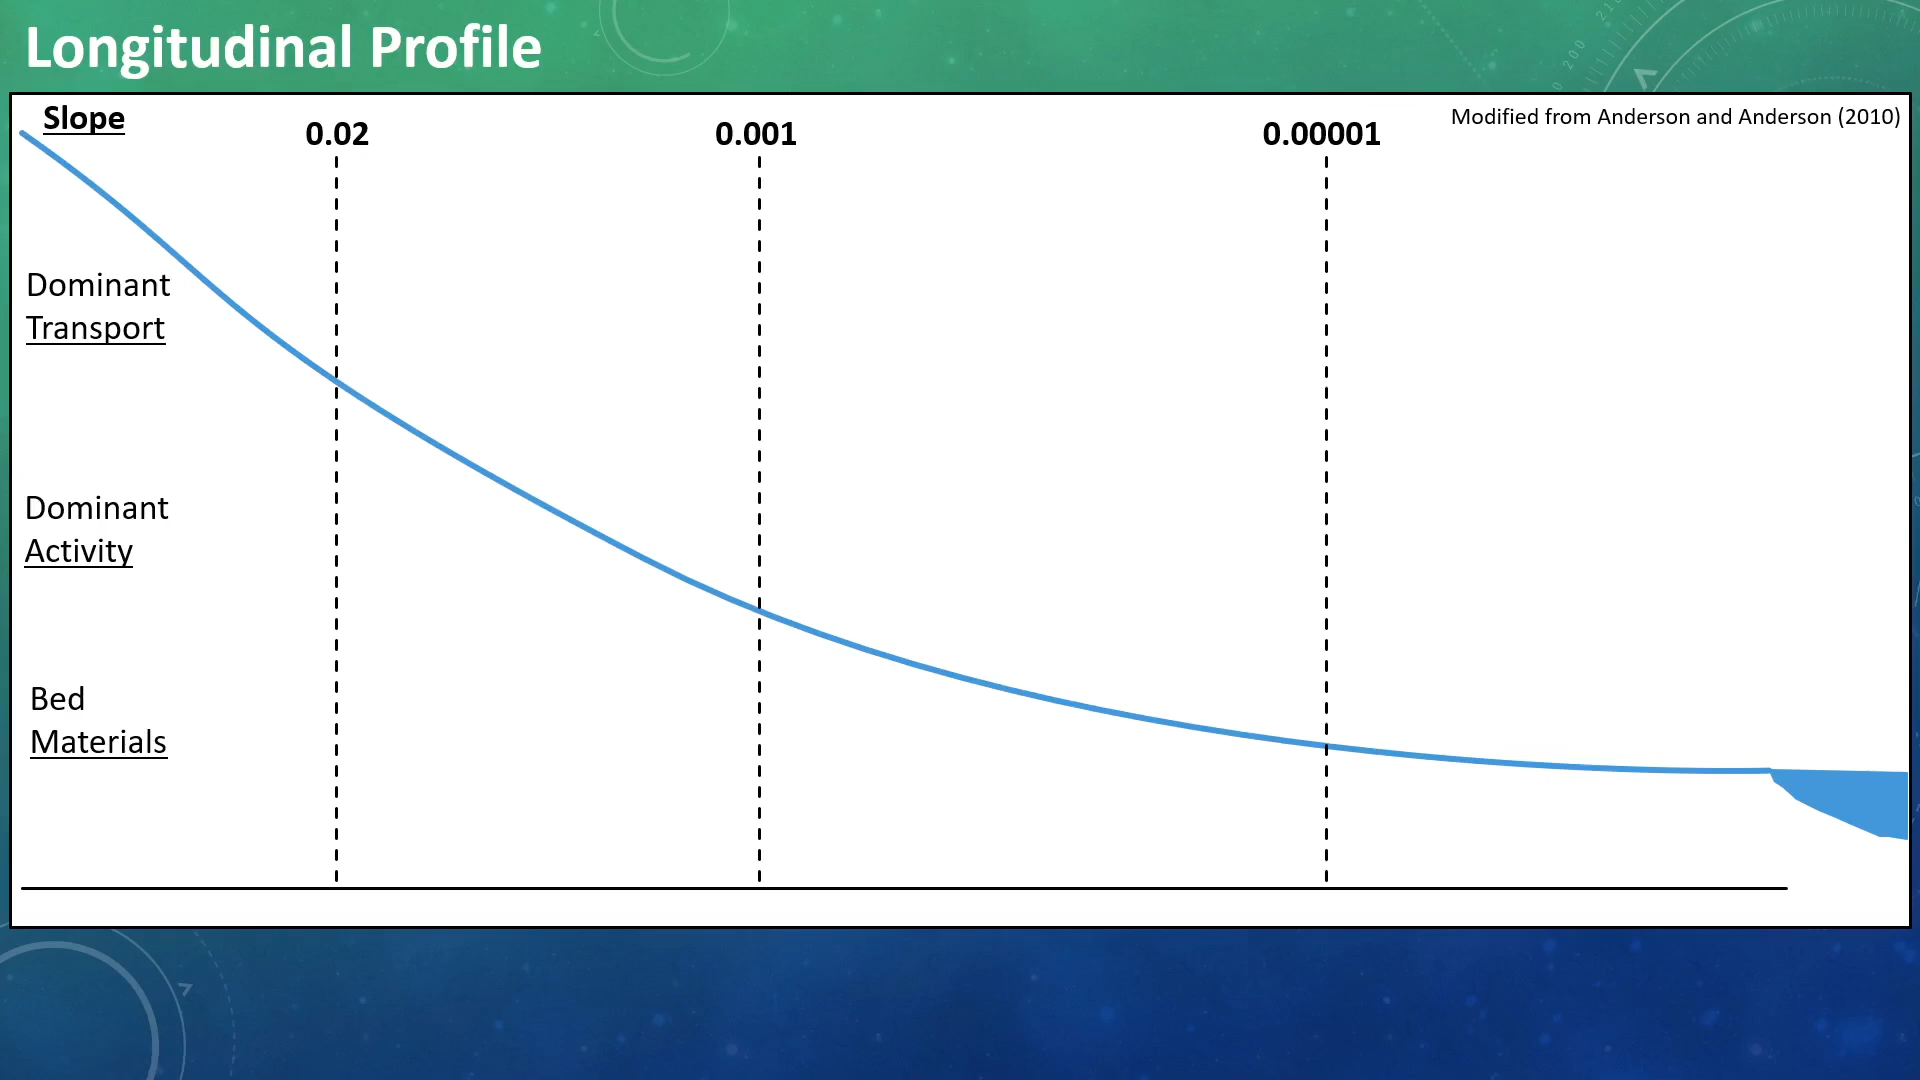 Longitudinal Profile
Slope
0.02
0.001
0.00001
Modified from Anderson and Anderson (2010)
Dominant
Transport
Dominant
Activity
Bed
Materials
200